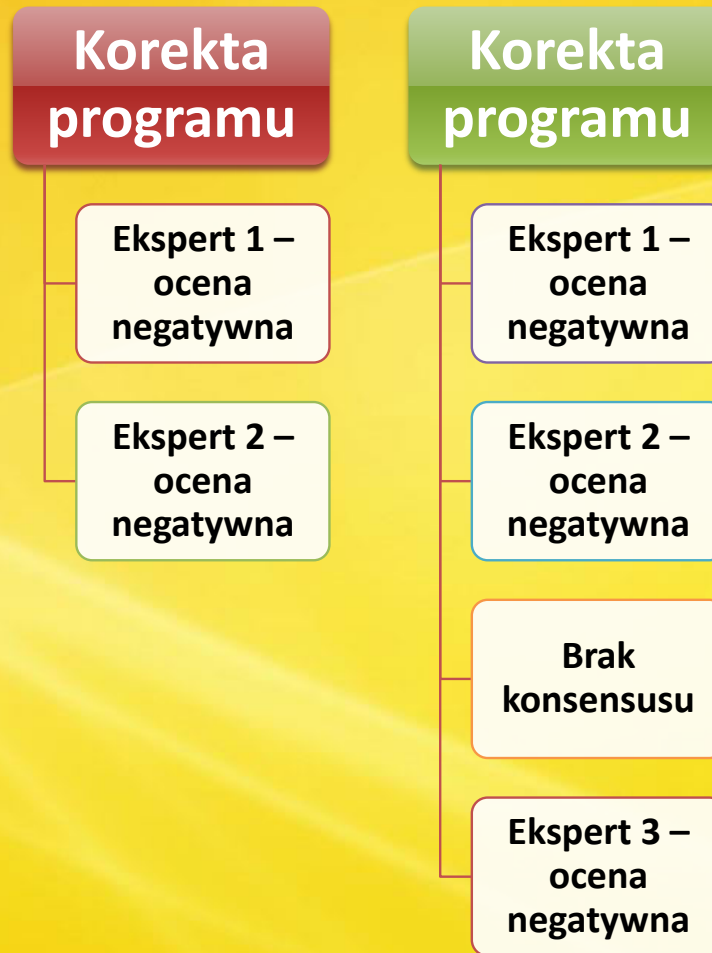 Korekta
programu
Ekspert 1 –
ocena
negatywna
Ekspert 2 –
ocena
negatywna
Korekta
programu
Ekspert 1 –
ocena
negatywna
Ekspert 2 –
ocena
negatywna
Brak
konsensusu
Ekspert 3 –
ocena
negatywna